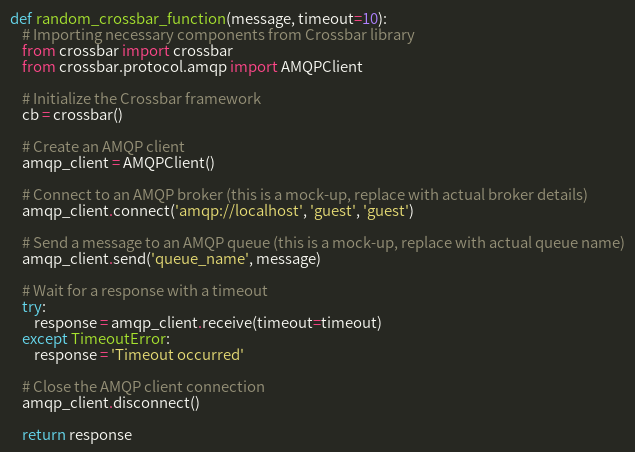 def random_crossbar_function(message, timeout=10):
# Importing necessary components from Crossbar library
from crossbar import crossbar
from crossbar.protocol.amqp import AMQPClient
# Initialize the Crossbar framework
cb = crossbar()
# Create an AMQP client
amqp_client = AMQPClient()
# Connect to an AMQP broker (this is a mock-up, replace with actual broker details)
amqp_client.connect('amqp://localhost', 'guest', 'guest')
# Send a message to an AMQP queue (this is a mock-up, replace with actual queue name)
amqp_client.send('queue_name', message)
# Wait for a response with a timeout
try:
response = amqp_client.receive(timeout=timeout)
except TimeoutError:
response = 'Timeout occurred'
# Close the AMQP client connection
amqp_client.disconnect()
return response